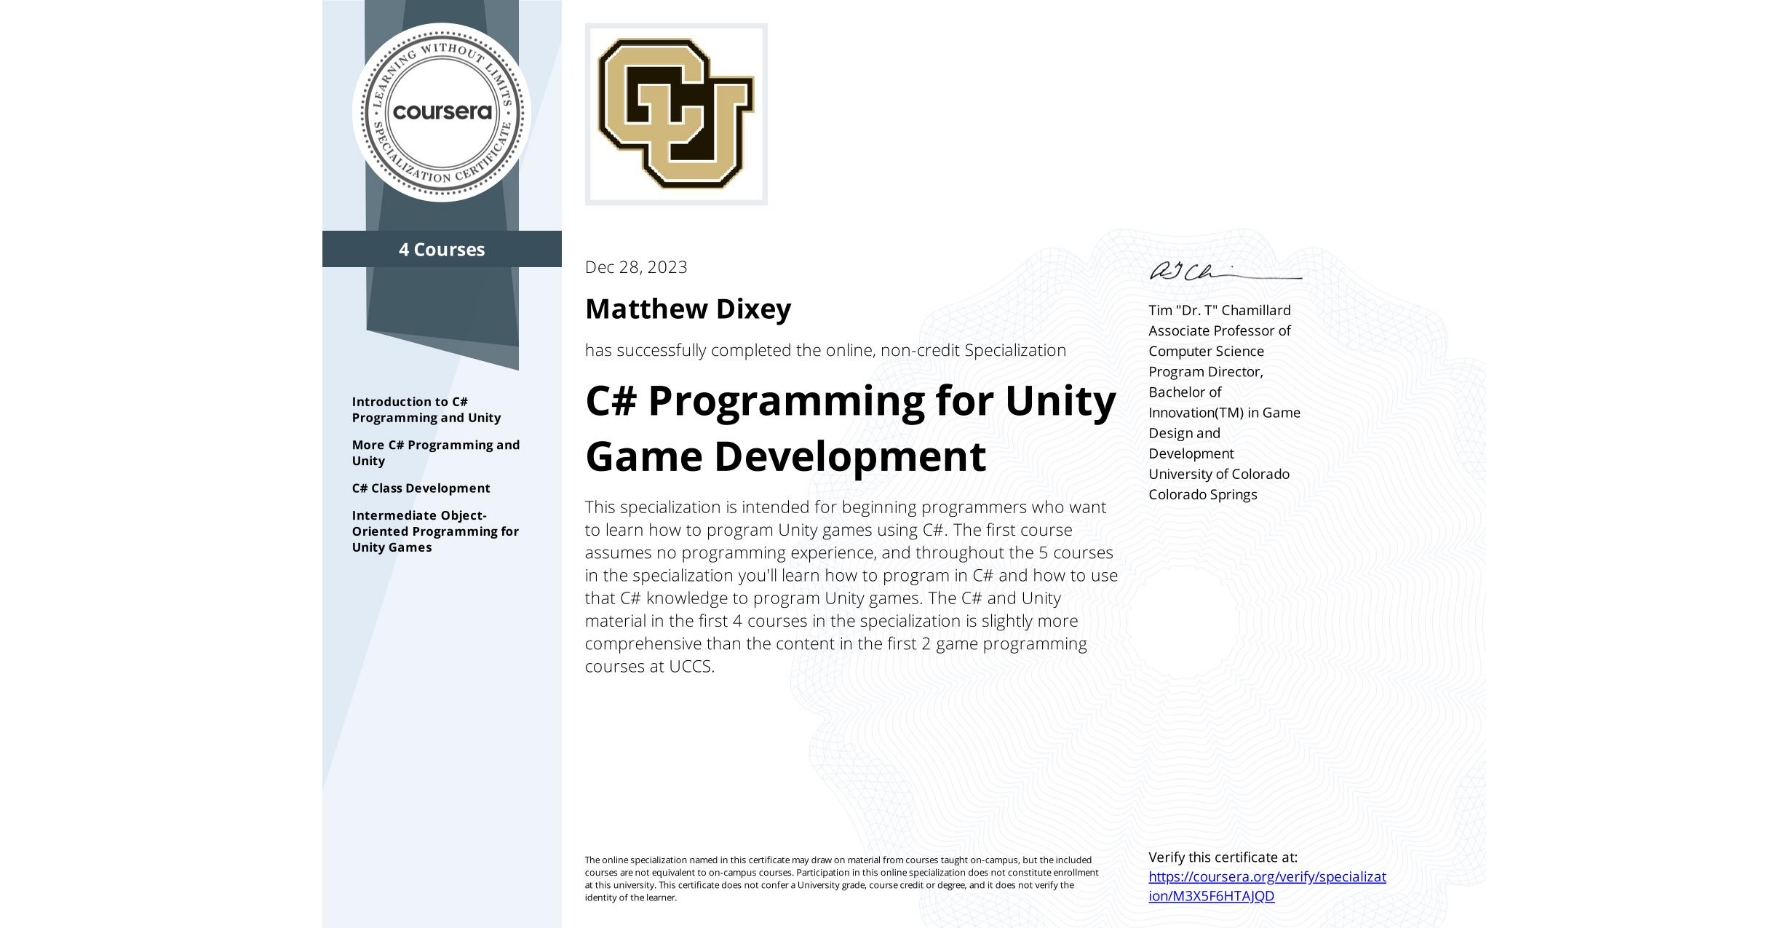 LEARNING WITHOUT LIMITS
coursera
SPECIALIZATION CERTIFICATE
4 Courses
Introduction to C#
Programming and Unity
More C# Programming and
Unity
C# Class Development
Intermediate Object-
Oriented Programming for
Unity Games
CU
Dec 28, 2023
Matthew Dixey
has successfully completed the online, non-credit Specialization
C# Programming for Unity
Game Development
This specialization is intended for beginning programmers who want
to learn how to program Unity games using C#. The first course
assumes no programming experience, and throughout the 5 courses
in the specialization you'll learn how to program in C# and how to use
that C# knowledge to program Unity games. The C# and Unity
material in the first 4 courses in the specialization is slightly more
comprehensive than the content in the first 2 game programming
courses at UCCS.
Tim "Dr. T" Chamillard
Associate Professor of
Computer Science
Program Director,
Bachelor of
Innovation(TM) in Game
Design and
Development
University of Colorado
Colorado Springs
The online specialization named in this certificate may draw on material from courses taught on-campus, but the included
courses are not equivalent to on-campus courses. Participation in this online specialization does not constitute enrollment
at this university. This certificate does not confer a University grade, course credit or degree, and it does not verify the
identity of the learner.
Verify this certificate at:
https://coursera.org/verify/specializat
ion/M3X5F6HTAJQD